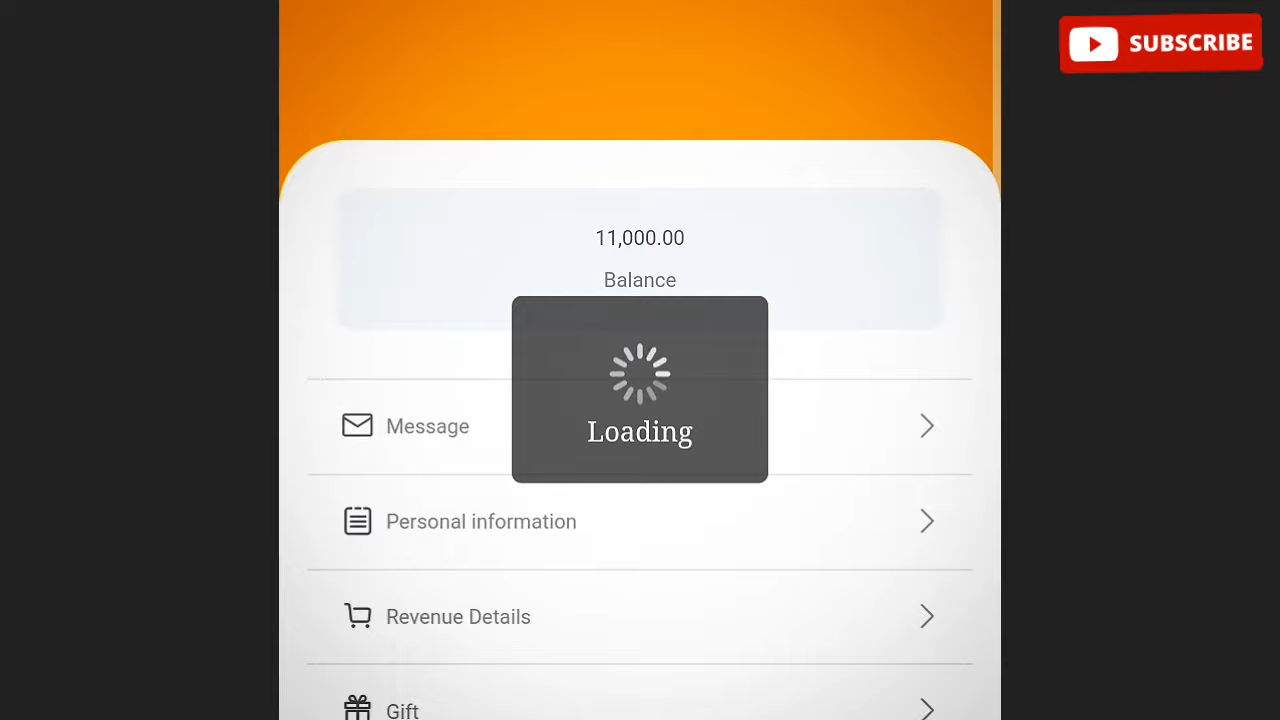 SUBSCRIBE
11,000.00
Balance
Loading
Message
Personal information
Revenue Details
Gift